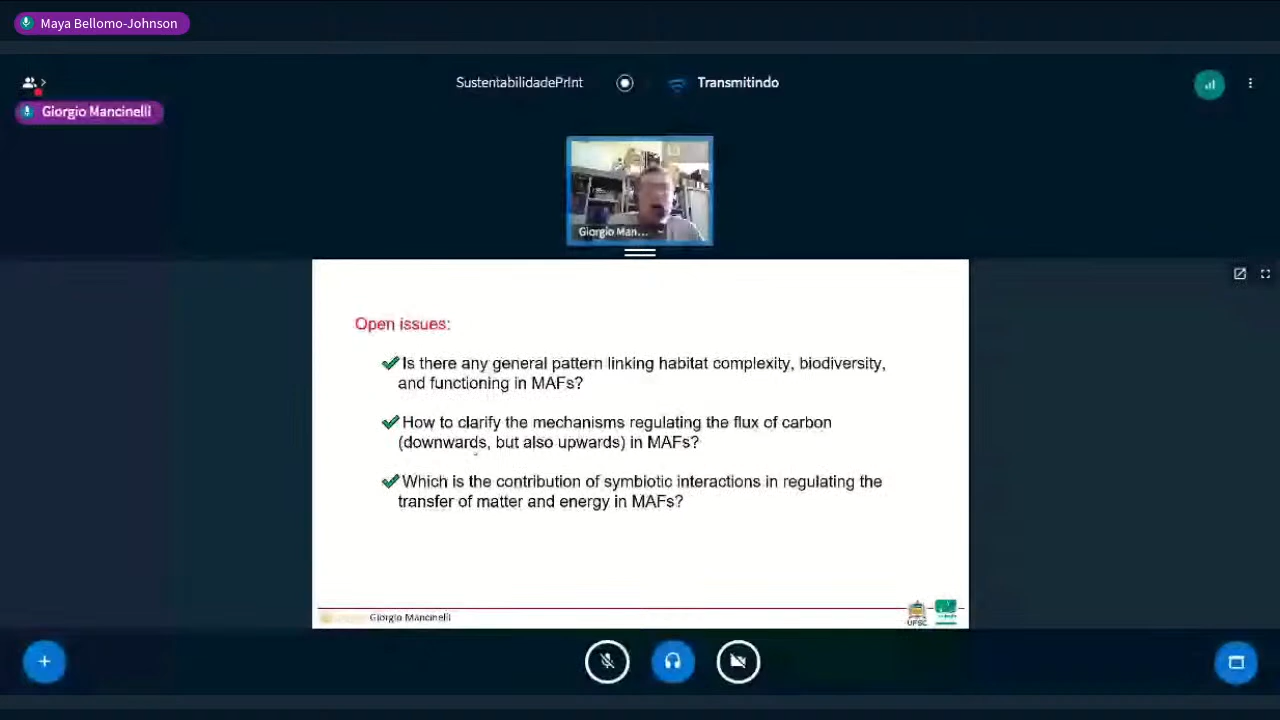 Maya Bellomo-Johnson
SustentabilidadePrInt
Transmitindo
Giorgio Mancinelli
Giorgio Man...
Open issues:
Is there any general pattern linking habitat complexity, biodiversity,
and functioning in MAFs?
How to clarify the mechanisms regulating the flux of carbon
(downwards, but also upwards) in MAFs?
Which is the contribution of symbiotic interactions in regulating the
transfer of matter and energy in MAFs?
Giorgio Mancinelli
UFSC